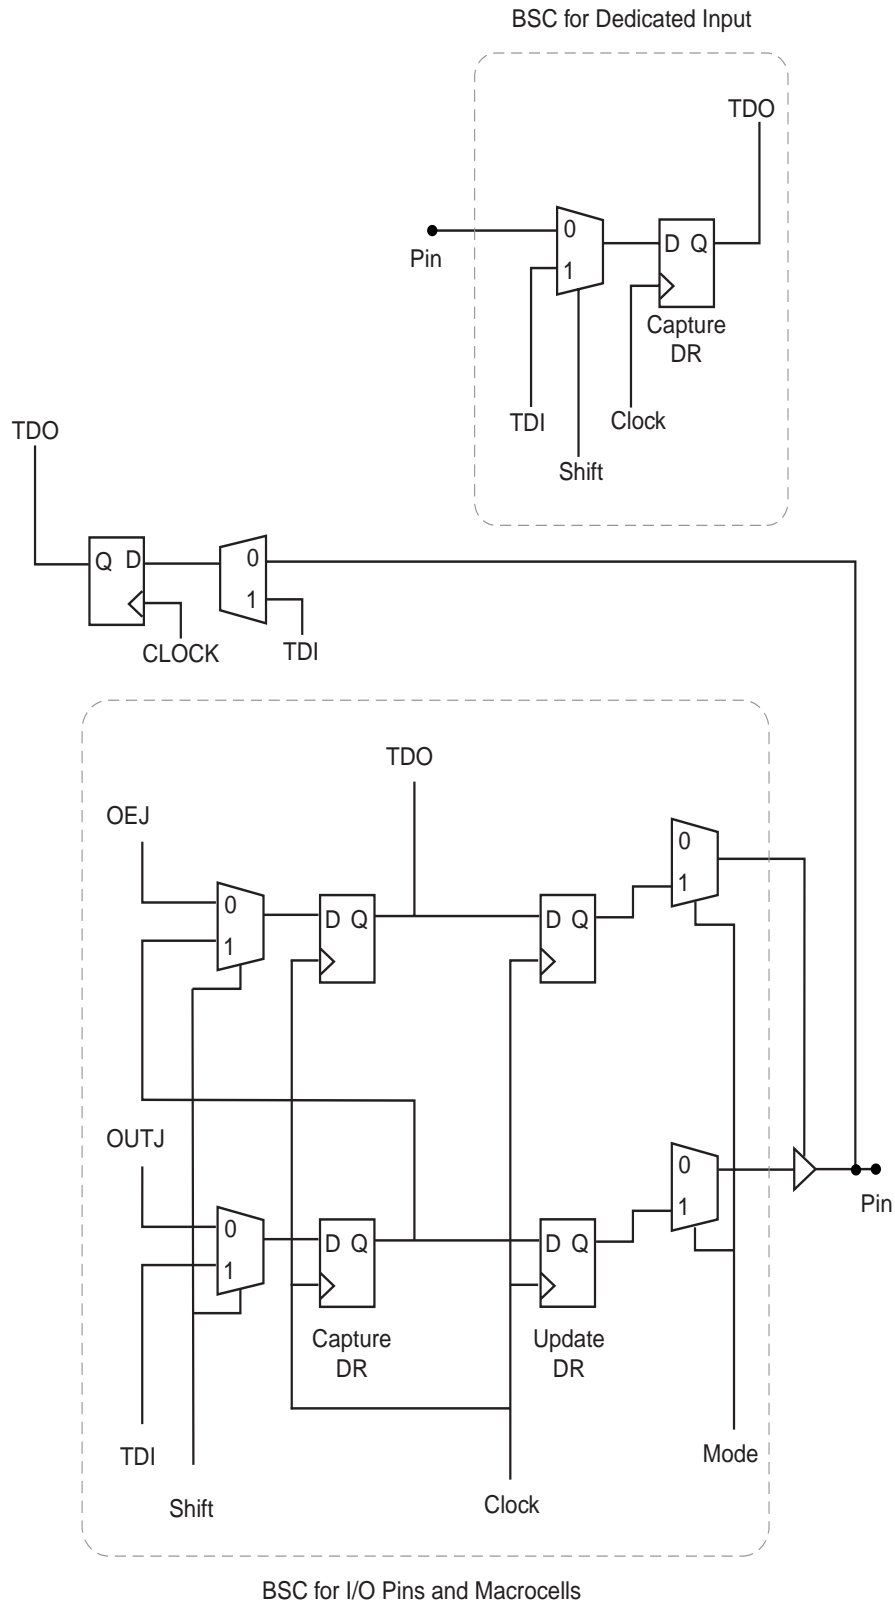 BSC for Dedicated Input
TDO
0
D Q
Pin
1
Capture
DR
TDI
Clock
Shift
TDO
Q D
0
1
CLOCK
TDI
TDO
OEJ
0
1
0
D Q
D Q
1
OUTJ
0
1
0
D Q
D Q
1
Pin
Capture
DR
Update
DR
TDI
Mode
Shift
Clock
BSC for I/O Pins and Macrocells